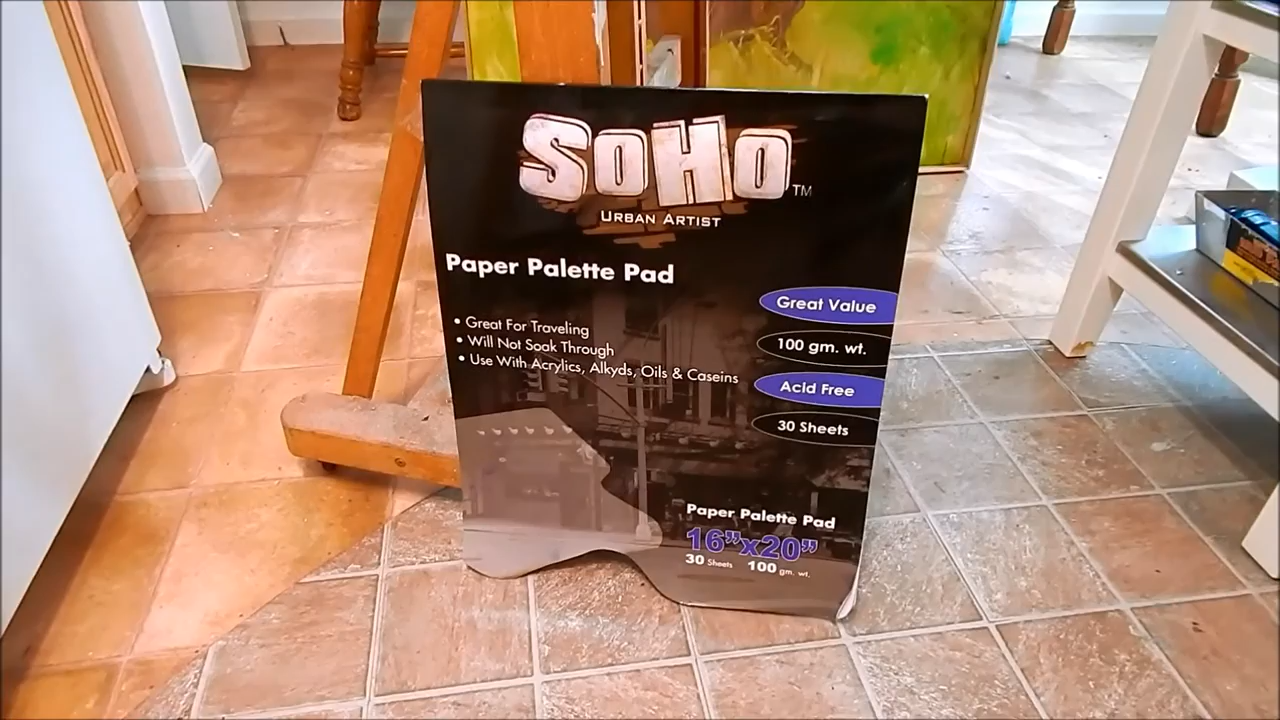 SOHO TM
URBAN ARTIST
Paper Palette Pad
• Great For Traveling
• Will Not Soak Through
• Use With Acrylics, Alkyds, Oils & Caseins
Great Value
100 gm. wt.
Acid Free
30 Sheets
Paper Palette Pad
16”x20”
30 Sheets 100 gm. wt.